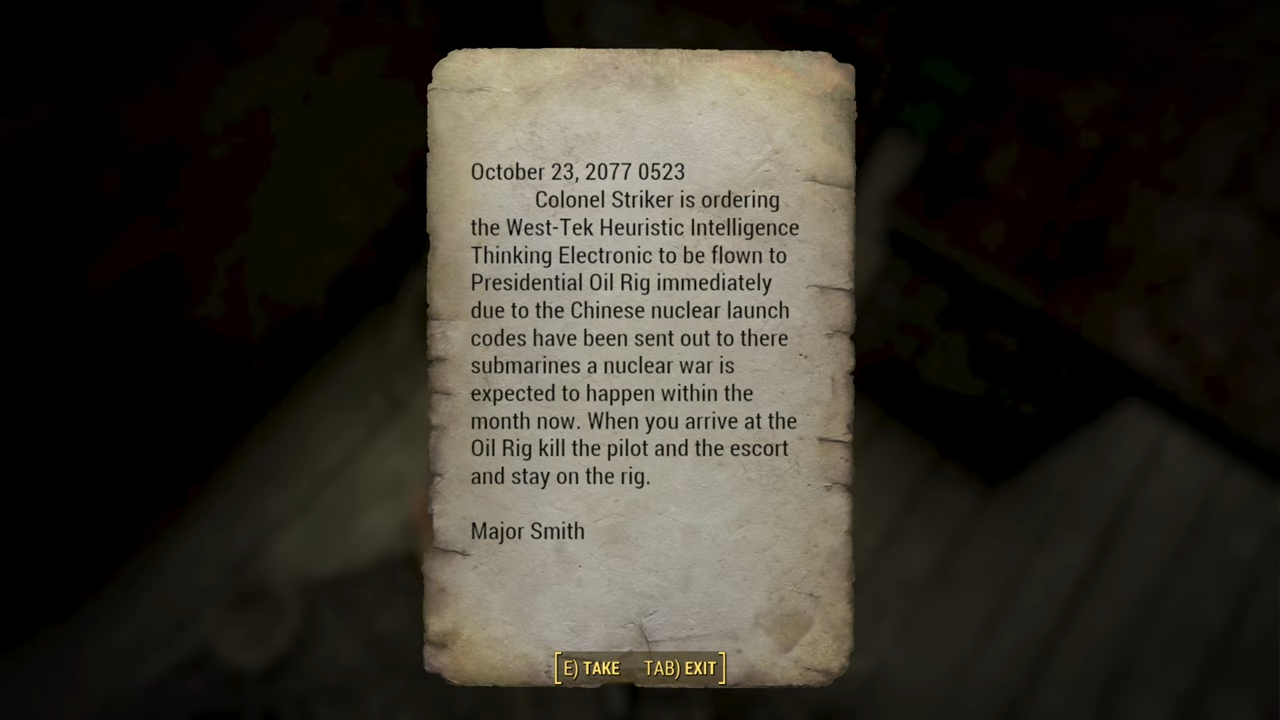 October 23, 2077 0523
Colonel Striker is ordering
the West-Tek Heuristic Intelligence
Thinking Electronic to be flown to
Presidential Oil Rig immediately
due to the Chinese nuclear launch
codes have been sent out to there
submarines a nuclear war is
expected to happen within the
month now. When you arrive at the
Oil Rig kill the pilot and the escort
and stay on the rig.
Major Smith
E) TAKE TAB) EXIT